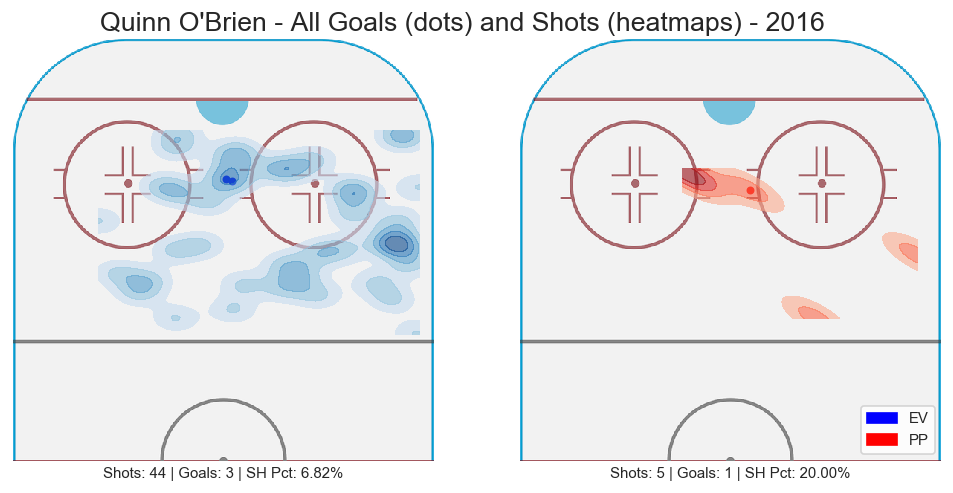 Quinn O'Brien - All Goals (dots) and Shots (heatmaps) - 2016
EV
PP
Shots: 44 | Goals: 3 | SH Pct: 6.82%
Shots: 5 | Goals: 1 | SH Pct: 20.00%